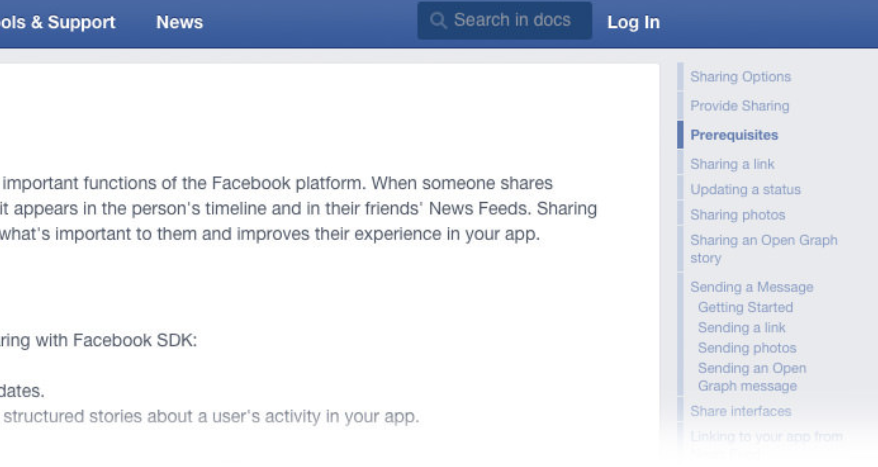 ols & Support News Search in docs Log In
important functions of the Facebook platform. When someone shares
it appears in the person's timeline and in their friends' News Feeds. Sharing
what's important to them and improves their experience in your app.
ring with Facebook SDK:
dates.
structured stories about a user's activity in your app.
Sharing Options
Provide Sharing
Prerequisites
Sharing a link
Updating a status
Sharing photos
Sharing an Open Graph
story
Sending a Message
Getting Started
Sending a link
Sending photos
Sending an Open
Graph message
Share interfaces
Linking to your app from